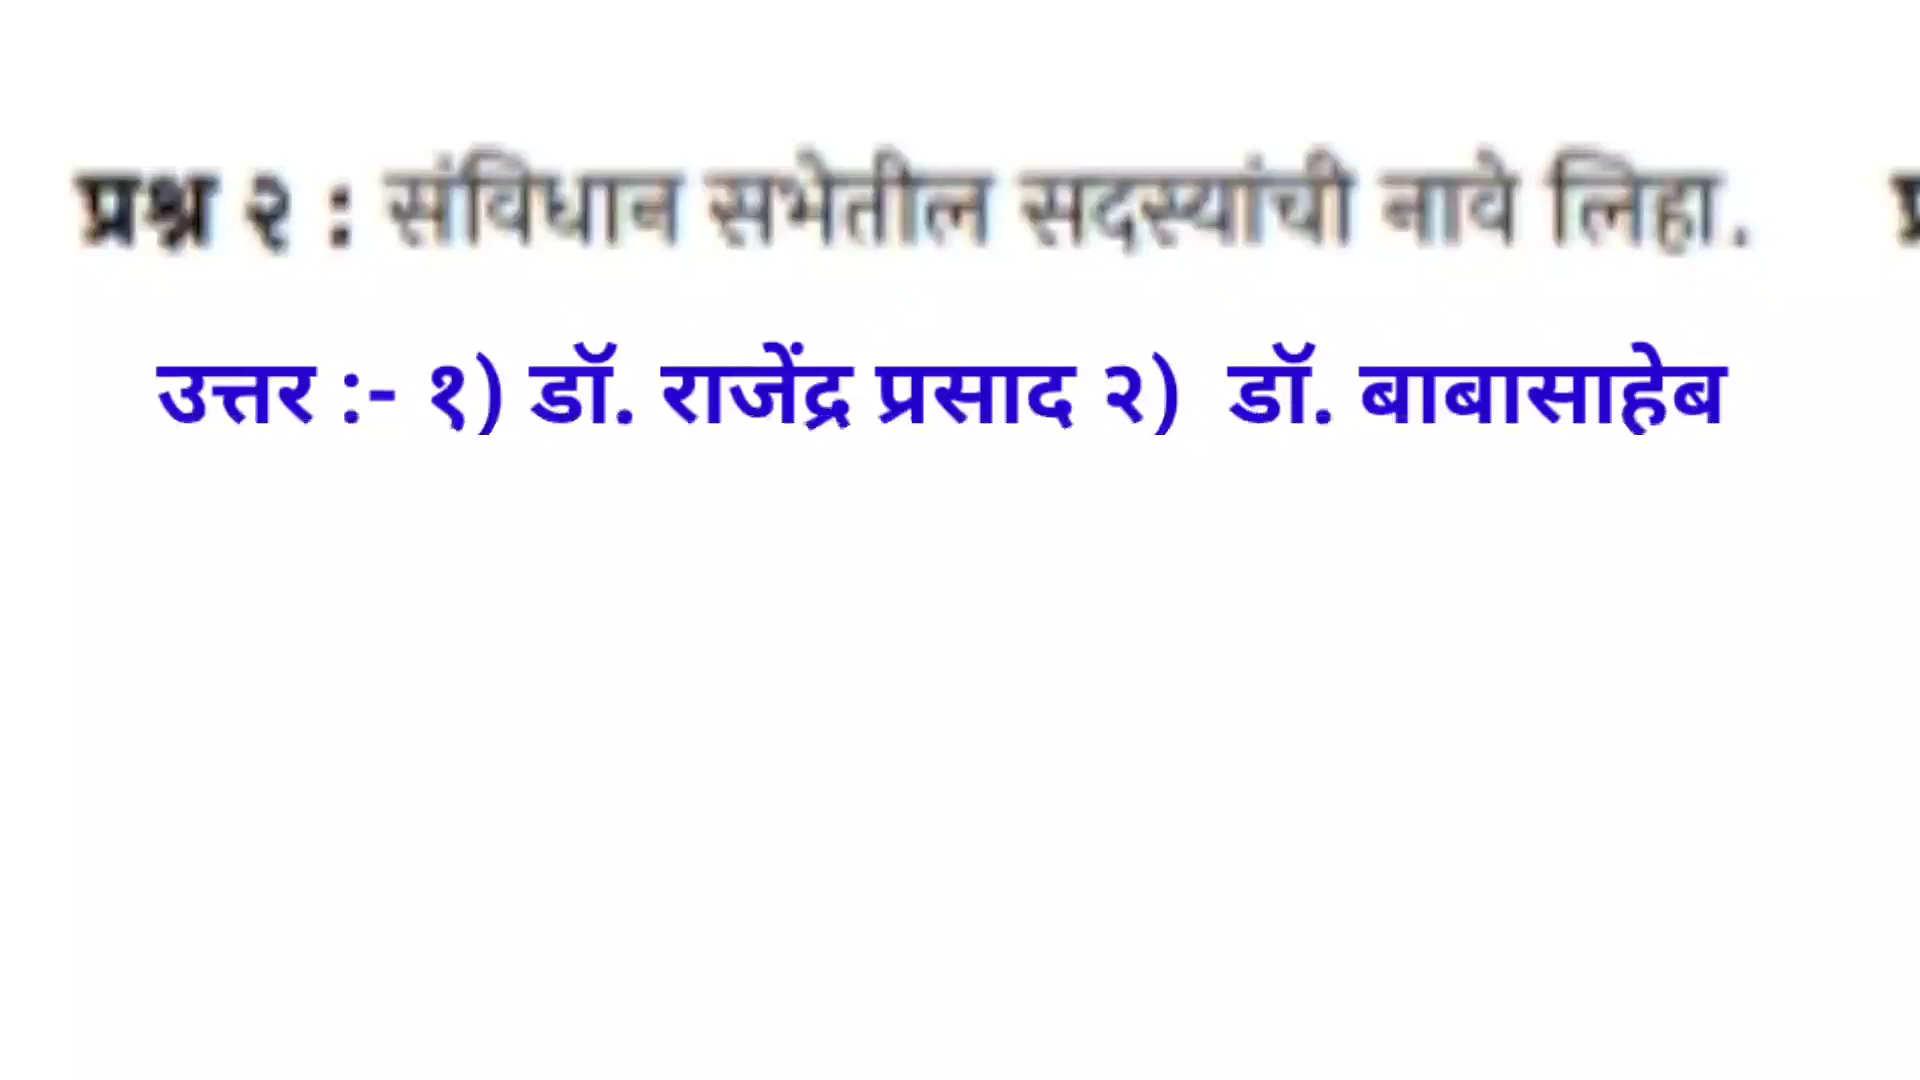 प्रश्न २ : संविधान सभेतील सदस्यांची नावे लिहा.
उत्तर :- १) डॉ. राजेंद्र प्रसाद २) डॉ. बाबासाहेब